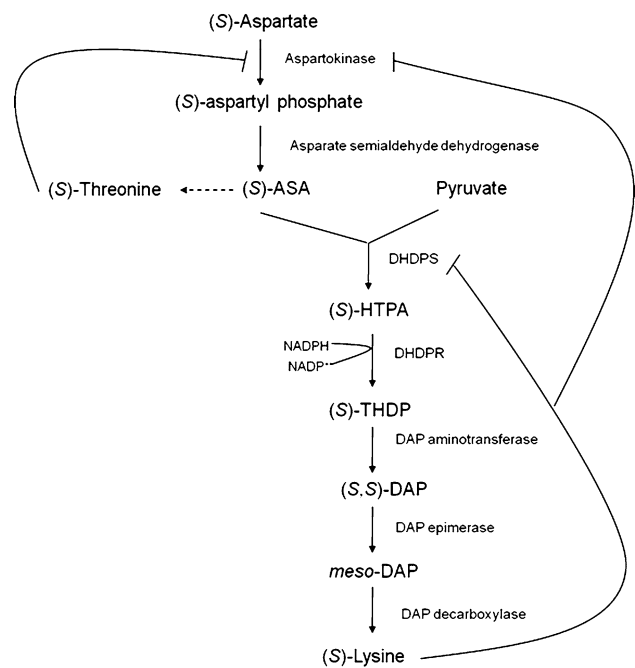 (S)-Aspartate
Aspartokinase
(S)-aspartyl phosphate
Asparate semialdehyde dehydrogenase
(S)-Threonine
(S)-ASA
Pyruvate
DHDPS
(S)-HTPA
NADPH
NADP+
DHDPR
(S)-THDP
DAP aminotransferase
(S,S)-DAP
DAP epimerase
meso-DAP
DAP decarboxylase
(S)-Lysine